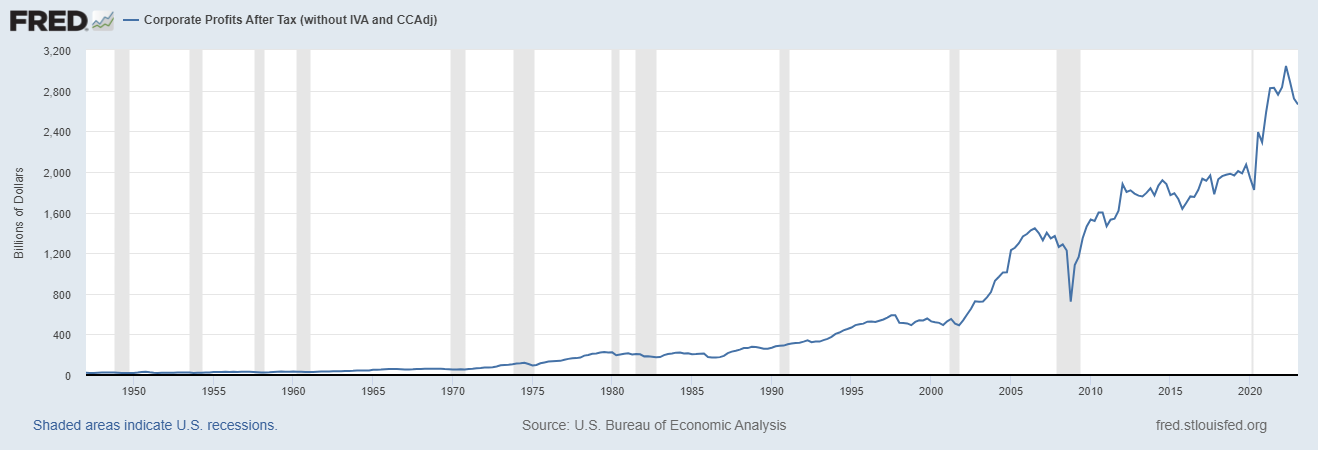 FRED
Corporate Profits After Tax (without IVA and CCAdj)
Billions of Dollars
3,200
2,800
2,400
2,000
1,600
1,200
800
400
0
1950 1955 1960 1965 1970 1975 1980 1985 1990 1995 2000 2005 2010 2015 2020
Shaded areas indicate U.S. recessions. Source: U.S. Bureau of Economic Analysis fred.stlouisfed.org